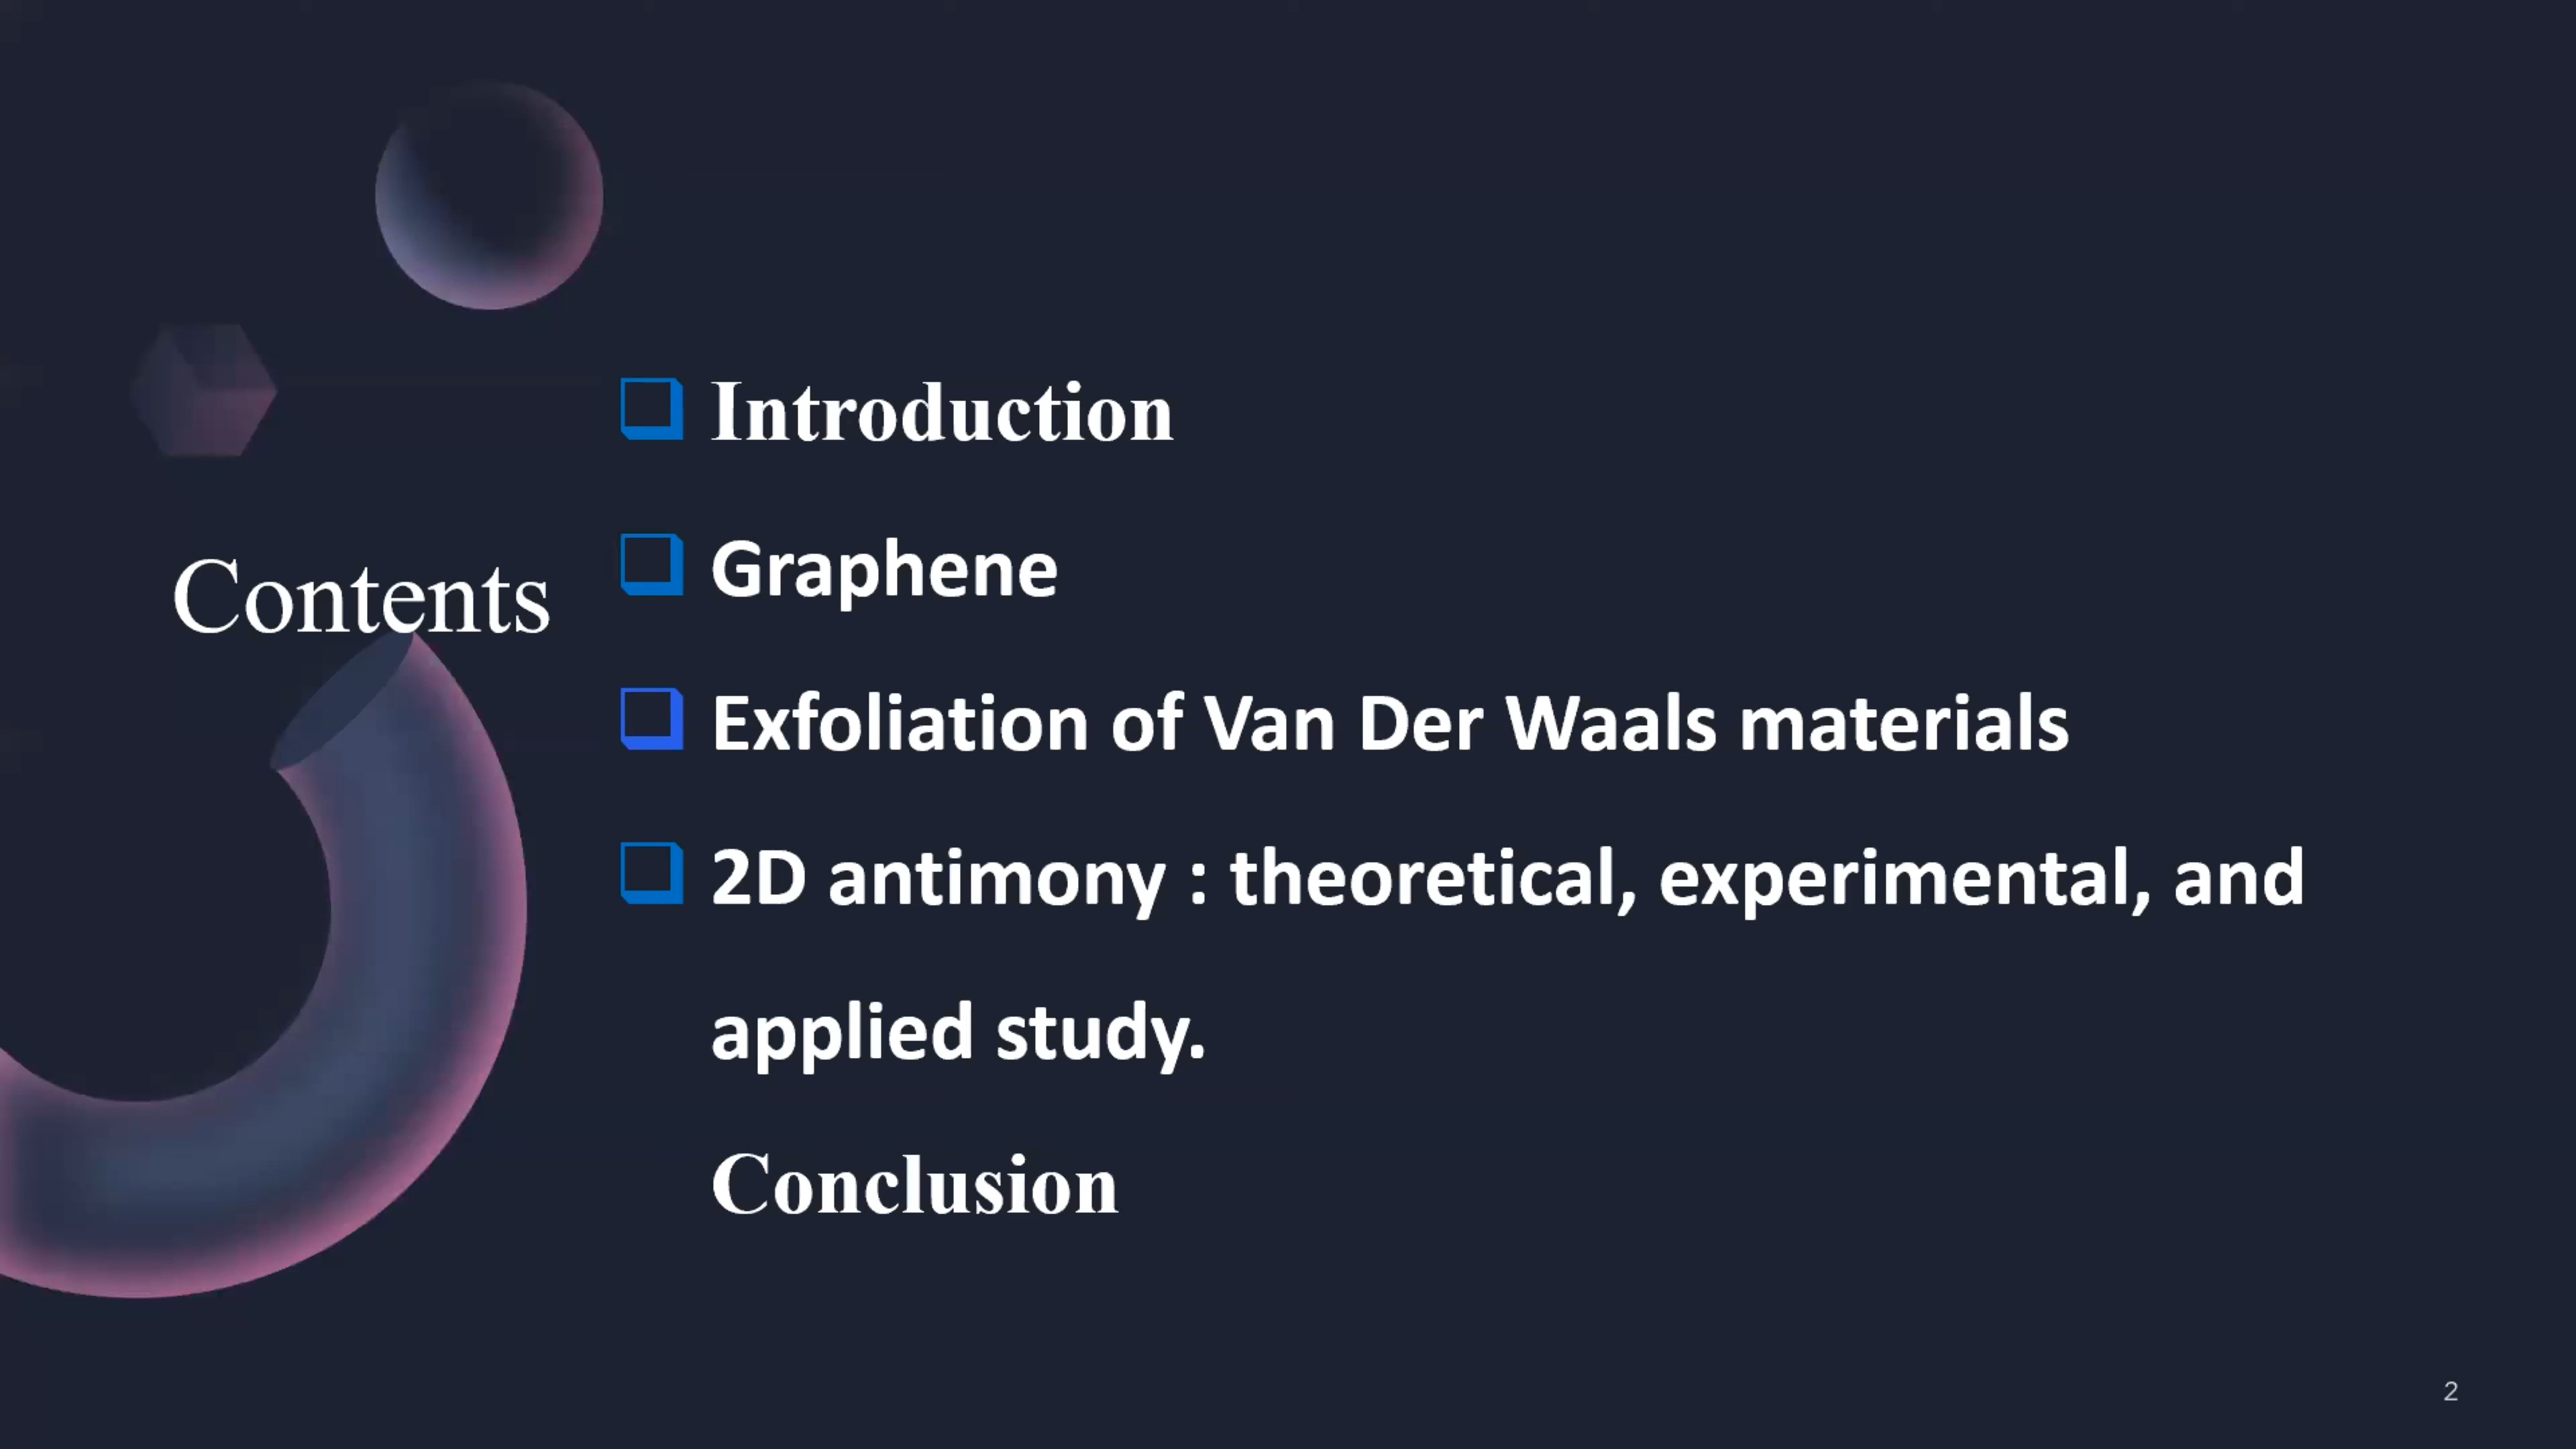 Contents
Introduction
Graphene
Exfoliation of Van Der Waals materials
2D antimony : theoretical, experimental, and
applied study.
Conclusion
2